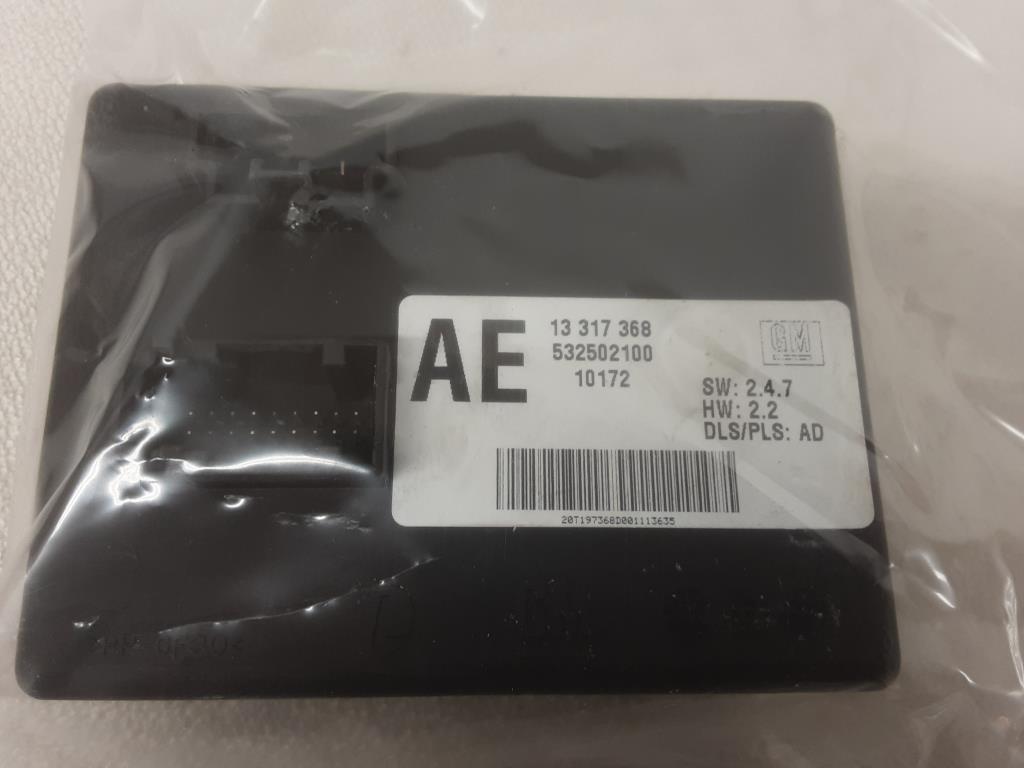 AE
13 317 368
532502100
10172
GM
SW: 2.4.7
HW: 2.2
DLS/PLS: AD
20T197368D001113635